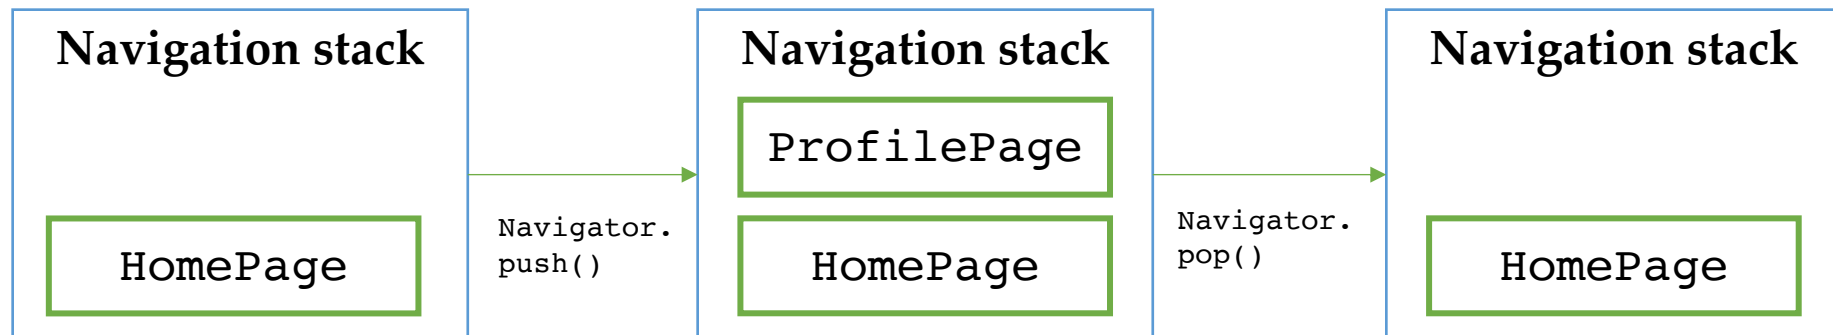 Navigation stack
HomePage
Navigator.
push()
Navigation stack
ProfilePage
HomePage
Navigator.
pop()
Navigation stack
HomePage